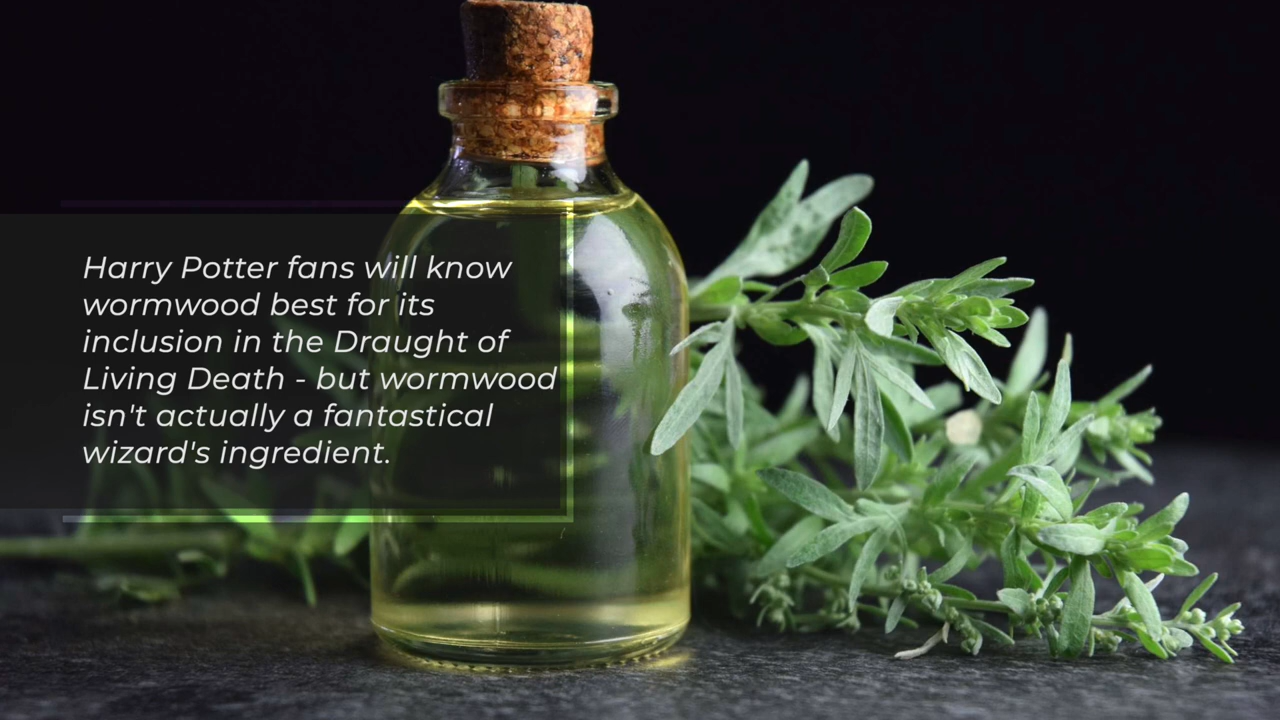 Harry Potter fans will know
wormwood best for its
inclusion in the Draught of
Living Death - but wormwood
isn't actually a fantastical
wizard's ingredient.